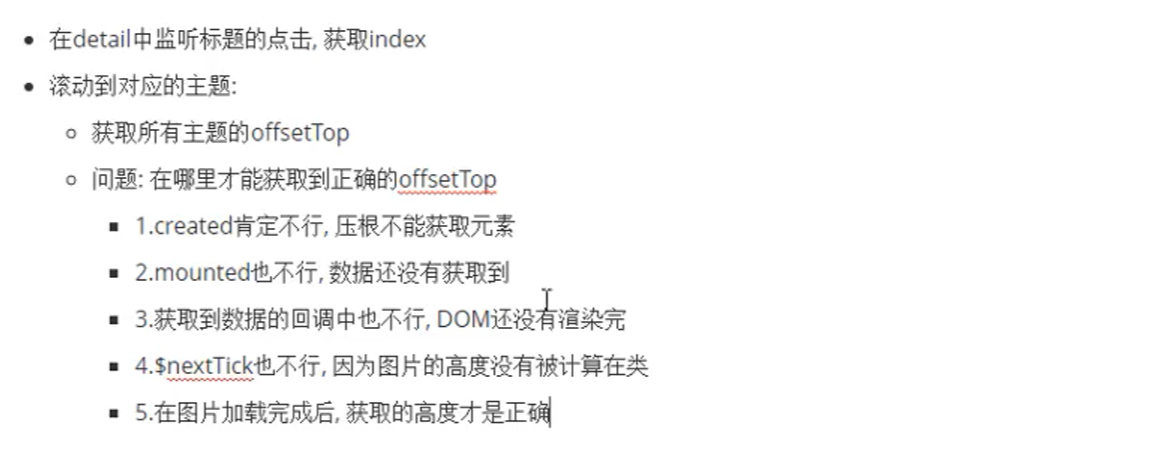 在detail中监听标题的点击, 获取index
滚动到对应的主题:
获取所有主题的offsetTop
问题: 在哪里才能获取到正确的offsetTop
1.created肯定不行, 压根不能获取元素
2.mounted也不行, 数据还没有获取到
3.获取到数据的回调中也不行, DOM还没有渲染完
4.$nextTick也不行, 因为图片的高度没有被计算在类
5.在图片加载完成后, 获取的高度才是正确